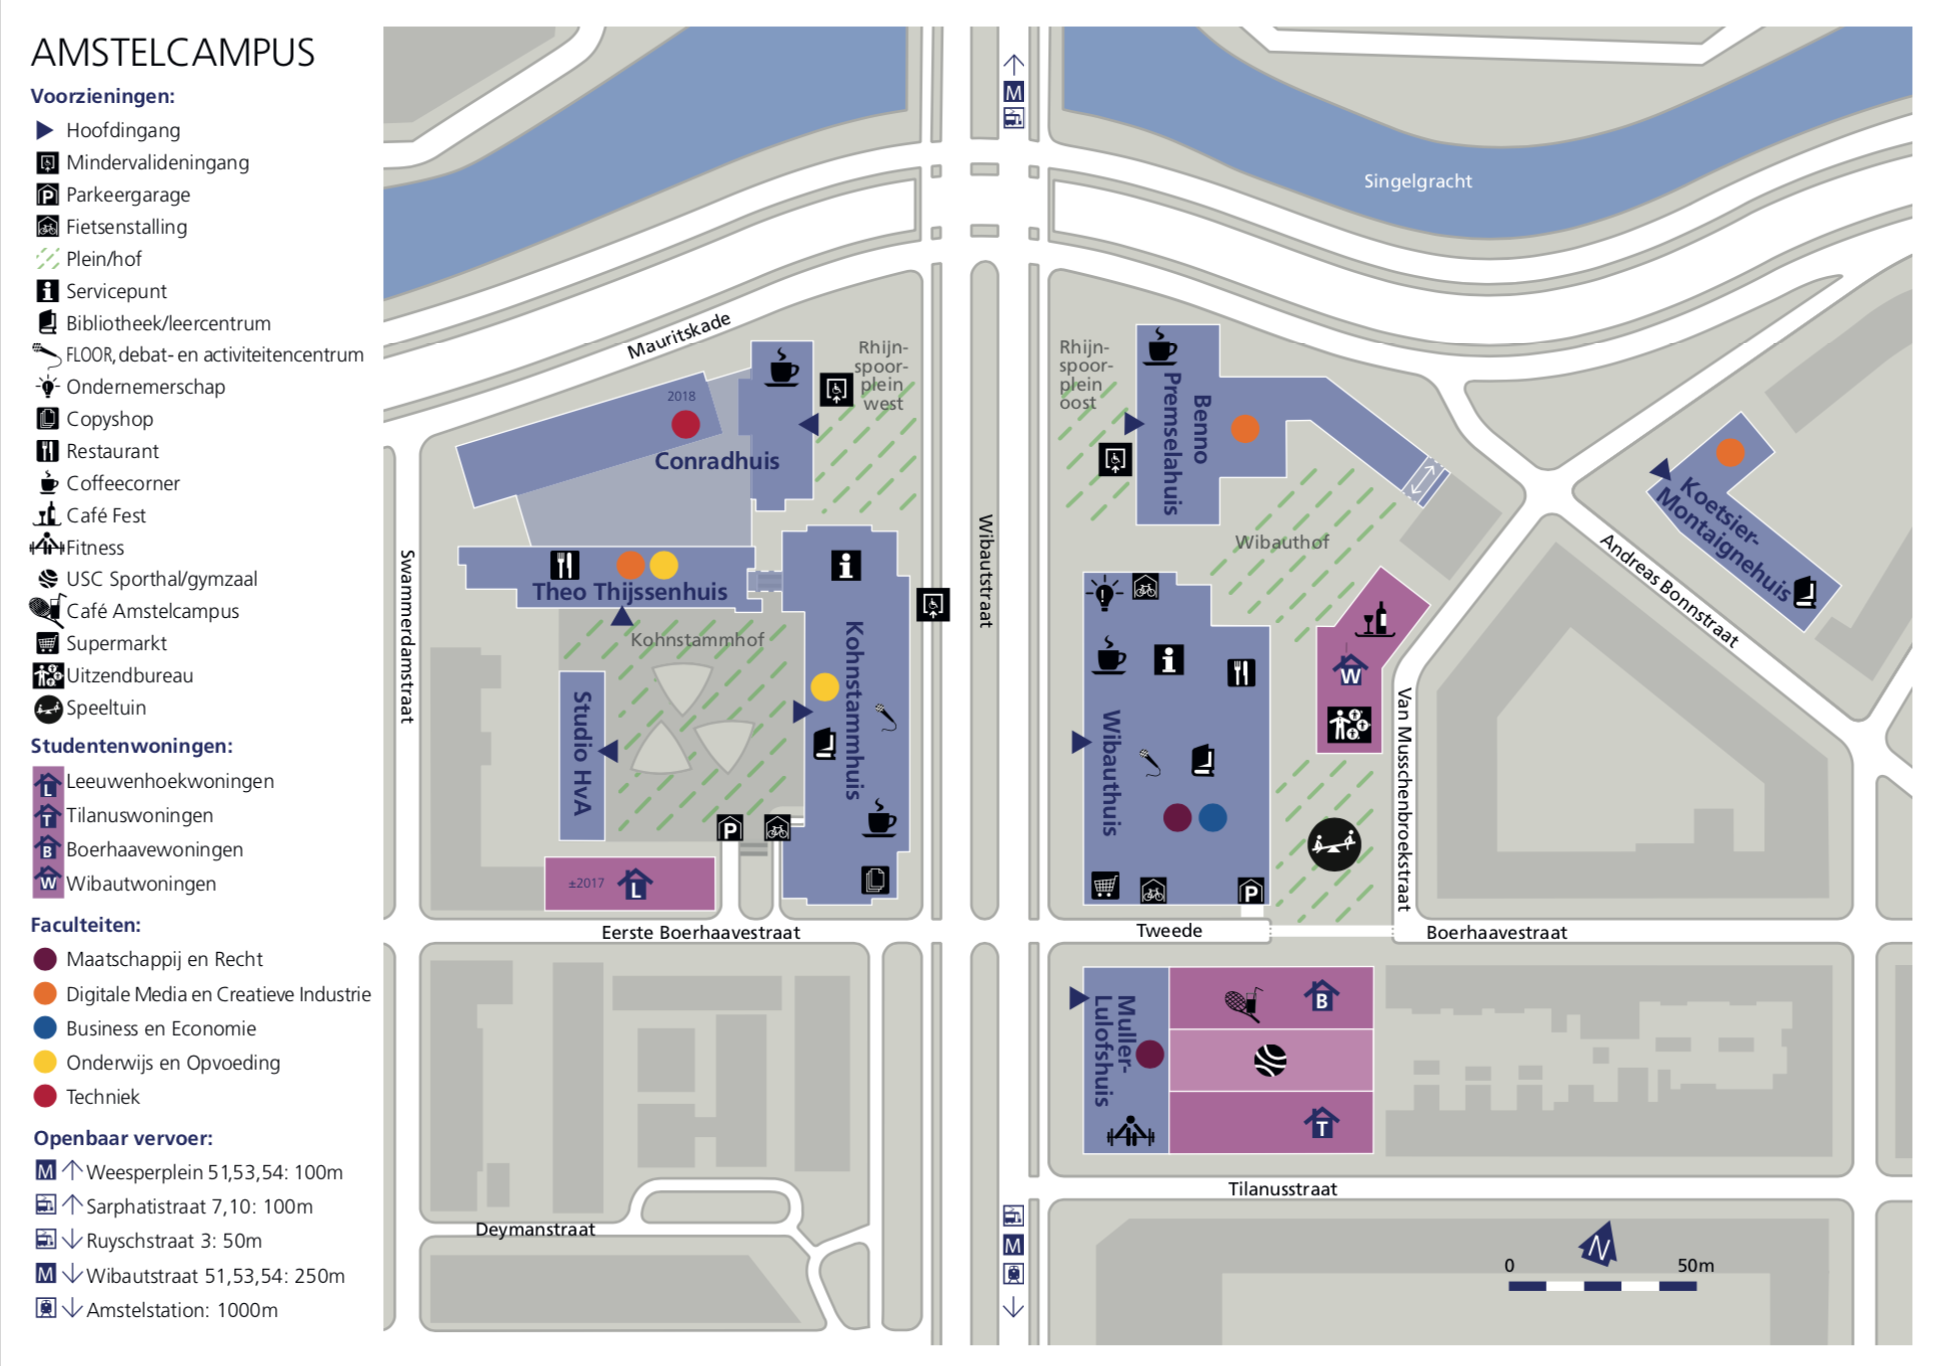 AMSTELCAMPUS
Voorzieningen:
Hoofdingang
Mindervalideningang
P Parkeergarage
Fietsenstalling
Plein/hof
i Servicepunt
Bibliotheek/leercentrum
FLOOR, debat- en activiteitencentrum
Ondernemerschap
Copyshop
Restaurant
Coffeecorner
Café Fest
Fitness
USC Sporthal/gymzaal
Café Amstelcampus
Supermarkt
Uitzendbureau
Speeltuin
Studentenwoningen:
L Leeuwenhoekwoningen
T Tilanuswoningen
B Boerhaavewoningen
W Wibautwoningen
Faculteiten:
Maatschappij en Recht
Digitale Media en Creatieve Industrie
Business en Economie
Onderwijs en Opvoeding
Techniek
Openbaar vervoer:
M Weesperplein 51,53,54: 100m
Sarphatistraat 7,10: 100m
Ruyschstraat 3: 50m
M Wibautstraat 51,53,54: 250m
Amstelstation: 1000m
M
Singelgracht
Mauritskade
Rhijn-
spoor-
plein
west
Rhijn-
spoor-
plein
oost
2018
Conradhuis
Benno
Premselahuis
Koetsier-
Montaignehuis
Wibauthof
Swammerdamstraat
Theo Thijssenhuis
i
Kohnstammhof
Studio HvA
Kohnstammhuis
Wibautstraat
i
Wibauthuis
W
Van Musschenbroekstraat
Andreas Bonnstraat
P
±2017
L
P
Eerste Boerhaavestraat
Tweede
Boerhaavestraat
Muller-
Lulofshuis
B
T
Tilanusstraat
Deymanstraat
M
N
0
50m